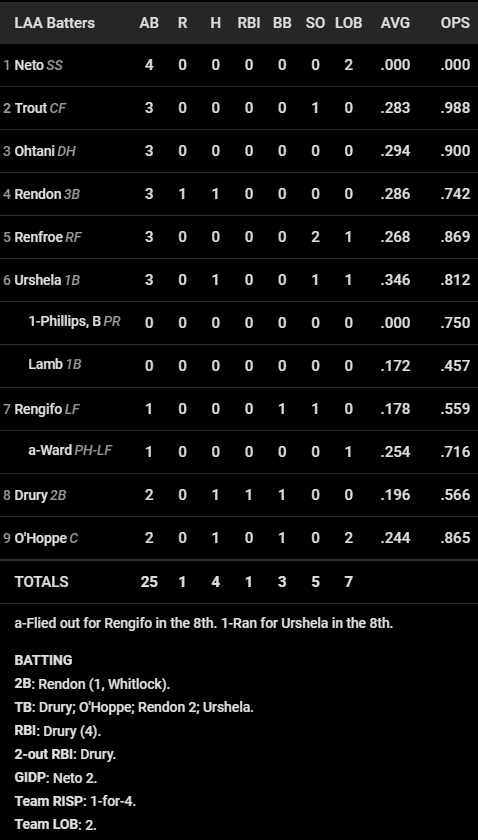 LAA Batters AB R H RBI BB SO LOB AVG OPS
1 Neto SS 4 0 0 0 0 0 2 .000 .000
2 Trout CF 3 0 0 0 0 1 0 .283 .988
3 Ohtani DH 3 0 0 0 0 0 0 .294 .900
4 Rendon 3B 3 1 1 0 0 0 0 .286 .742
5 Renfroe RF 3 0 0 0 0 2 1 .268 .869
6 Urshela 1B 3 0 1 0 0 1 1 .346 .812
1-Phillips, B PR 0 0 0 0 0 0 0 .000 .750
Lamb 1B 0 0 0 0 0 0 0 .172 .457
7 Rengifo LF 1 0 0 0 1 1 0 .178 .559
a-Ward PH-LF 1 0 0 0 0 0 1 .254 .716
8 Drury 2B 2 0 1 1 1 0 0 .196 .566
9 O'Hoppe C 2 0 1 0 1 0 2 .244 .865
TOTALS 25 1 4 1 3 5 7
a-Flied out for Rengifo in the 8th. 1-Ran for Urshela in the 8th.
BATTING
2B: Rendon (1, Whitlock).
TB: Drury; O'Hoppe; Rendon 2; Urshela.
RBI: Drury (4).
2-out RBI: Drury.
GIDP: Neto 2.
Team RISP: 1-for-4.
Team LOB: 2.